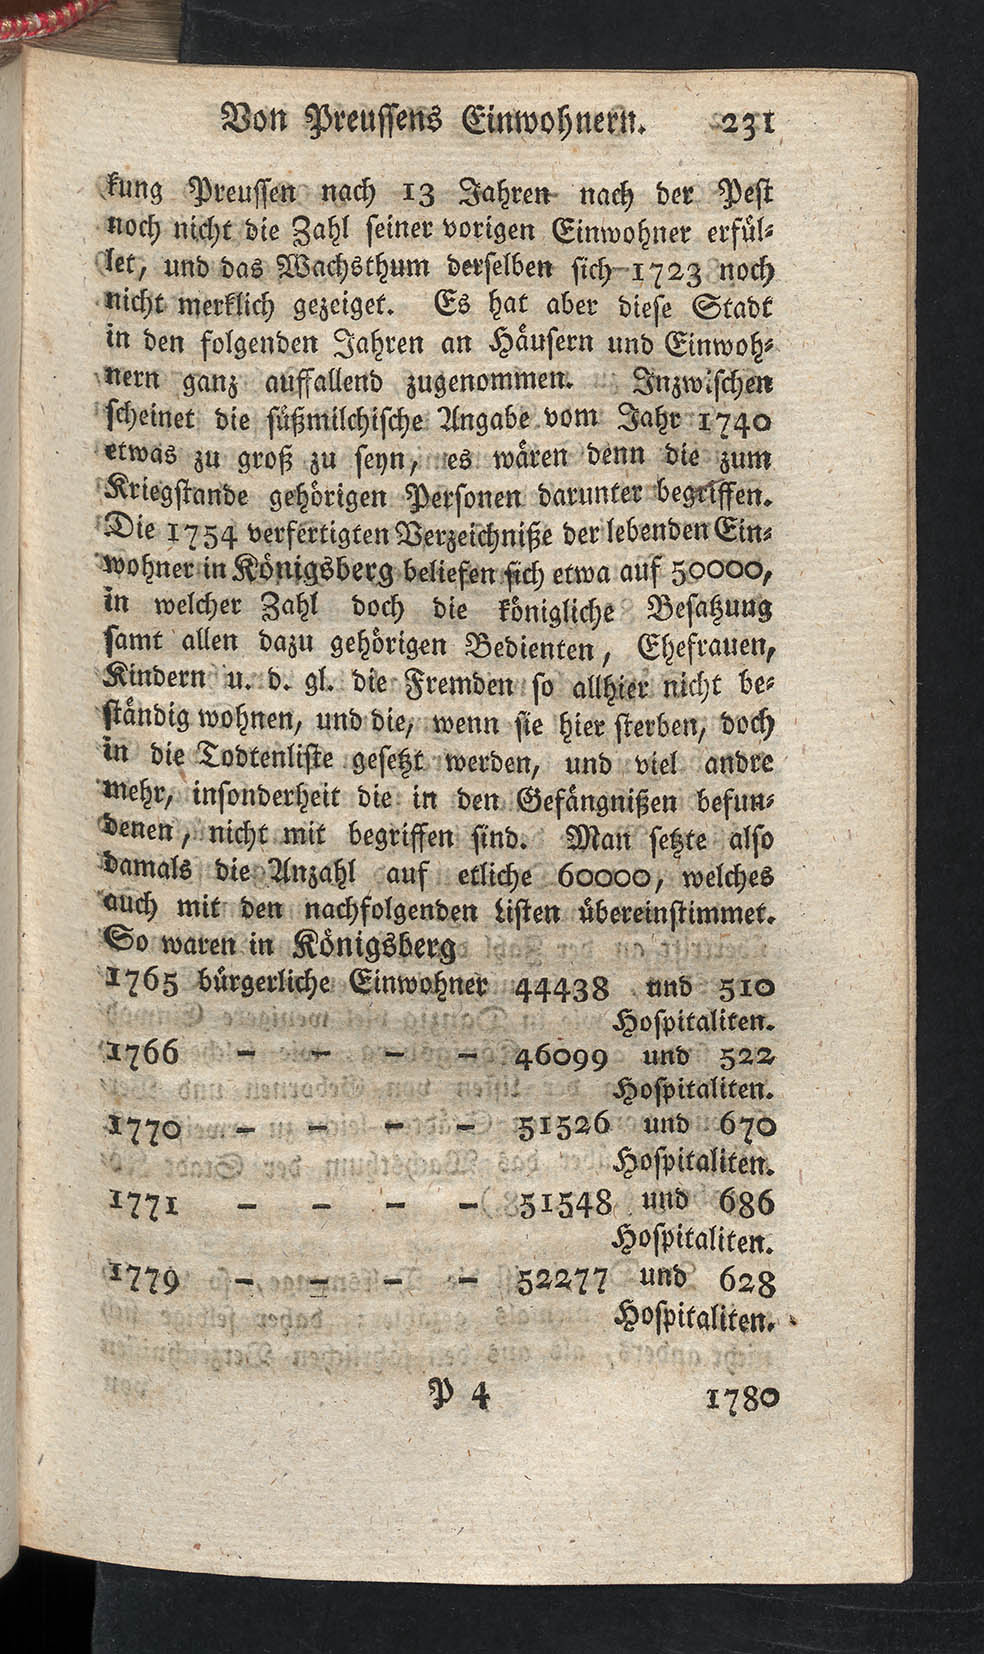 Von Preussens Einwohnern. 231
kung Preussen nach 13 Jahren nach der Pest
noch nicht die Zahl seiner vorigen Einwohner erfül-
let, und das Wachsthum derselben sich 1723 noch
nicht merklich gezeiget. Es hat aber diese Stadt
in den folgenden Jahren an Häusern und Einwoh-
nern ganz auffallend zugenommen. Inzwischen
scheinet die süßmilchische Angabe vom Jahr 1740
etwas zu groß zu seyn, es wären denn die zum
Kriegstande gehörigen Personen darunter begriffen.
Die 1754 verfertigten Verzeichniße der lebenden Ein-
wohner in Königsberg beliefen sich etwa auf 50000,
in welcher Zahl doch die königliche Besatzung
samt allen dazu gehörigen Bedienten, Ehefrauen,
Kindern u. d. gl. die Fremden so allhier nicht be-
ständig wohnen, und die, wenn sie hier sterben, doch
in die Todtenliste gesetzt werden, und viel andre
mehr, insonderheit die in den Gefängnißen befun-
denen, nicht mit begriffen sind. Man setzte also
damals die Anzahl auf etliche 60000, welches
auch mit den nachfolgenden Listen übereinstimmet.
So waren in Königsberg
1765 bürgerliche Einwohner 44438 und 510
Hospitaliten.
1766 – – – – 46099 und 522
Hospitaliten.
1770 – – – – 51526 und 670
Hospitaliten.
1771 – – – – 51548 und 686
Hospitaliten.
1779 – – – – 52277 und 628
Hospitaliten.
P 4 1780